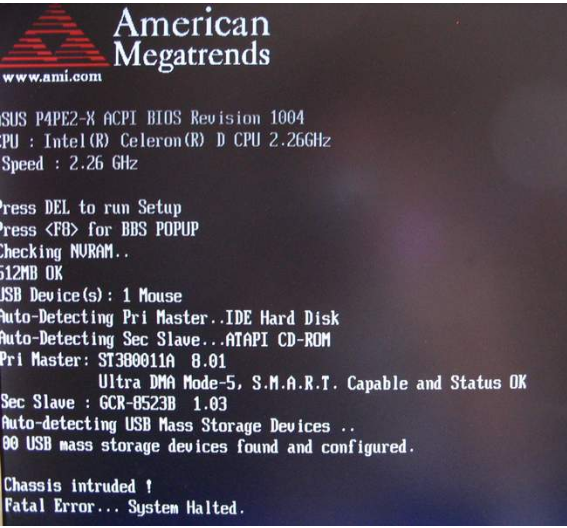 American
Megatrends
www.ami.com
ASUS P4PE2-X ACPI BIOS Revision 1004
CPU : Intel(R) Celeron(R) D CPU 2.26GHz
Speed : 2.26 GHz
Press DEL to run Setup
Press <F8> for BBS POPUP
Checking NVRAM..
512MB OK
USB Device(s): 1 Mouse
Auto-Detecting Pri Master..IDE Hard Disk
Auto-Detecting Sec Slave...ATAPI CD-ROM
Pri Master: ST380011A 8.01
Ultra DMA Mode-5, S.M.A.R.T. Capable and Status OK
Sec Slave : GCR-8523B 1.03
Auto-detecting USB Mass Storage Devices ..
00 USB mass storage devices found and configured.
Chassis intruded !
Fatal Error... System Halted.